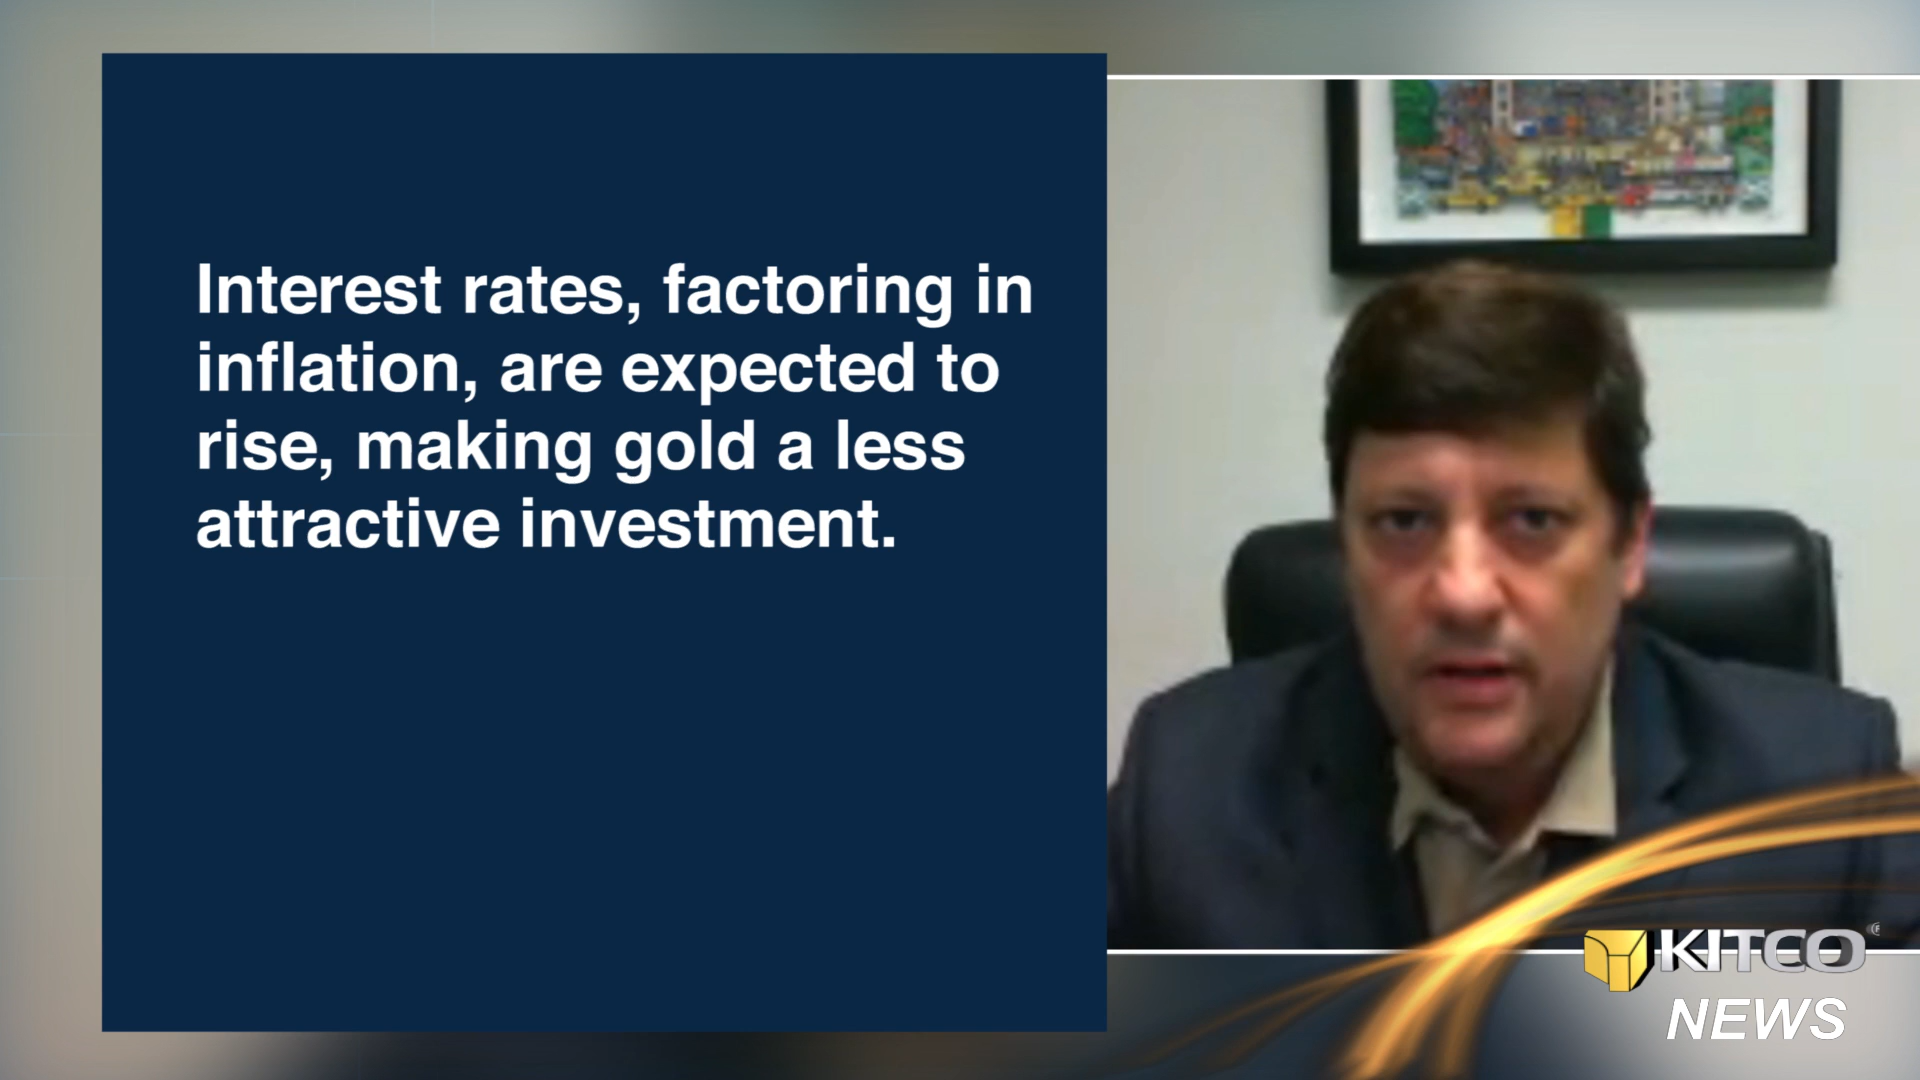 Interest rates, factoring in
inflation, are expected to
rise, making gold a less
attractive investment.
KITCO®
NEWS